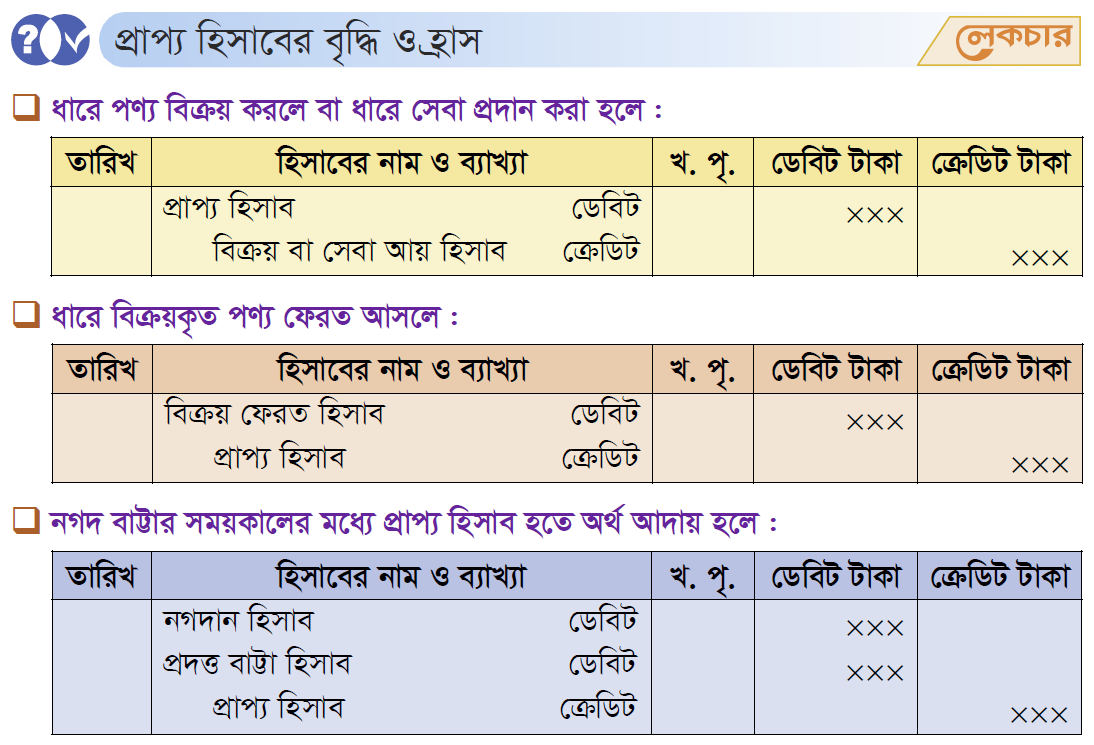 প্রাপ্য হিসাবের বৃদ্ধি ও হ্রাস
লেকচার
ধারে পণ্য বিক্রয় করলে বা ধারে সেবা প্রদান করা হলে :
তারিখ হিসাবের নাম ও ব্যাখ্যা খ. পৃ. ডেবিট টাকা ক্রেডিট টাকা
প্রাপ্য হিসাব ডেবিট ×××
বিক্রয় বা সেবা আয় হিসাব ক্রেডিট ×××
ধারে বিক্রয়কৃত পণ্য ফেরত আসলে :
তারিখ হিসাবের নাম ও ব্যাখ্যা খ. পৃ. ডেবিট টাকা ক্রেডিট টাকা
বিক্রয় ফেরত হিসাব ডেবিট ×××
প্রাপ্য হিসাব ক্রেডিট ×××
নগদ বাট্টার সময়কালের মধ্যে প্রাপ্য হিসাব হতে অর্থ আদায় হলে :
তারিখ হিসাবের নাম ও ব্যাখ্যা খ. পৃ. ডেবিট টাকা ক্রেডিট টাকা
নগদান হিসাব ডেবিট ×××
প্রদত্ত বাট্টা হিসাব ডেবিট ×××
প্রাপ্য হিসাব ক্রেডিট ×××